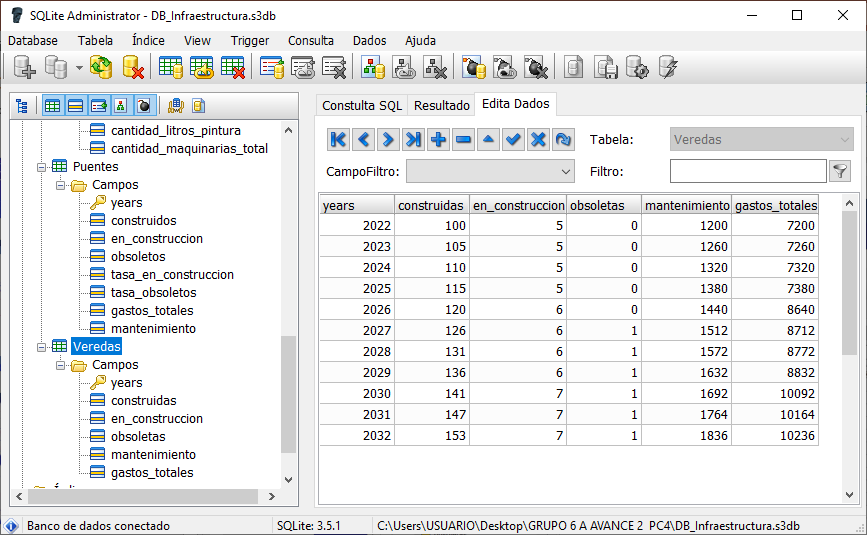 SQLite Administrator - DB_Infraestructura.s3db
Database Tabela Índice View Trigger Consulta Dados Ajuda
cantidad_litros_pintura
cantidad_maquinarias_total
Puentes
Campos
years
construidos
en_construccion
obsoletos
tasa_en_construccion
tasa_obsoletos
gastos_totales
mantenimiento
Veredas
Campos
years
construidas
en_construccion
obsoletas
mantenimiento
gastos_totales
Índi
Constulta SQL Resultado Edita Dados
Tabela: Veredas
CampoFiltro: Filtro:
years construidas en_construccion obsoletas mantenimiento gastos_totales
2022 100 5 0 1200 7200
2023 105 5 0 1260 7260
2024 110 5 0 1320 7320
2025 115 5 0 1380 7380
2026 120 6 0 1440 8640
2027 126 6 1 1512 8712
2028 131 6 1 1572 8772
2029 136 6 1 1632 8832
2030 141 7 1 1692 10092
2031 147 7 1 1764 10164
2032 153 7 1 1836 10236
Banco de dados conectado SQLite: 3.5.1 C:\Users\USUARIO\Desktop\GRUPO 6 A AVANCE 2 PC4\DB_Infraestructura.s3db